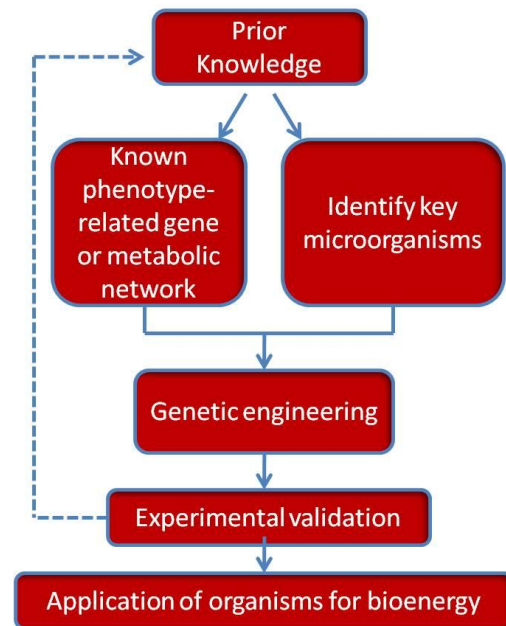 Prior
Knowledge
Known
phenotype-
related gene
or metabolic
network
Identify key
microorganisms
Genetic engineering
Experimental validation
Application of organisms for bioenergy